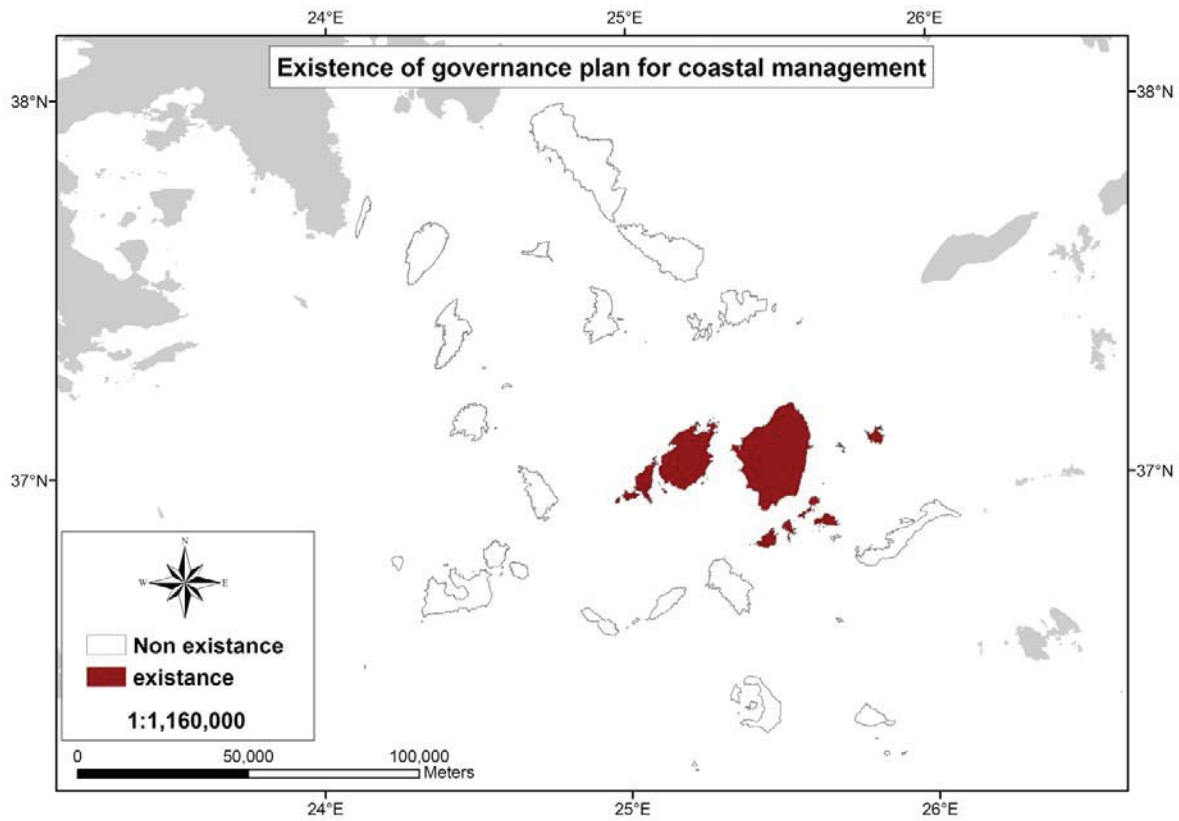 24°E 25°E 26°E
Existence of governance plan for coastal management
38°N 38°N
37°N 37°N
N
W E
S
Non existance
existance
1:1,160,000
0 50,000 100,000
Meters
24°E 25°E 26°E